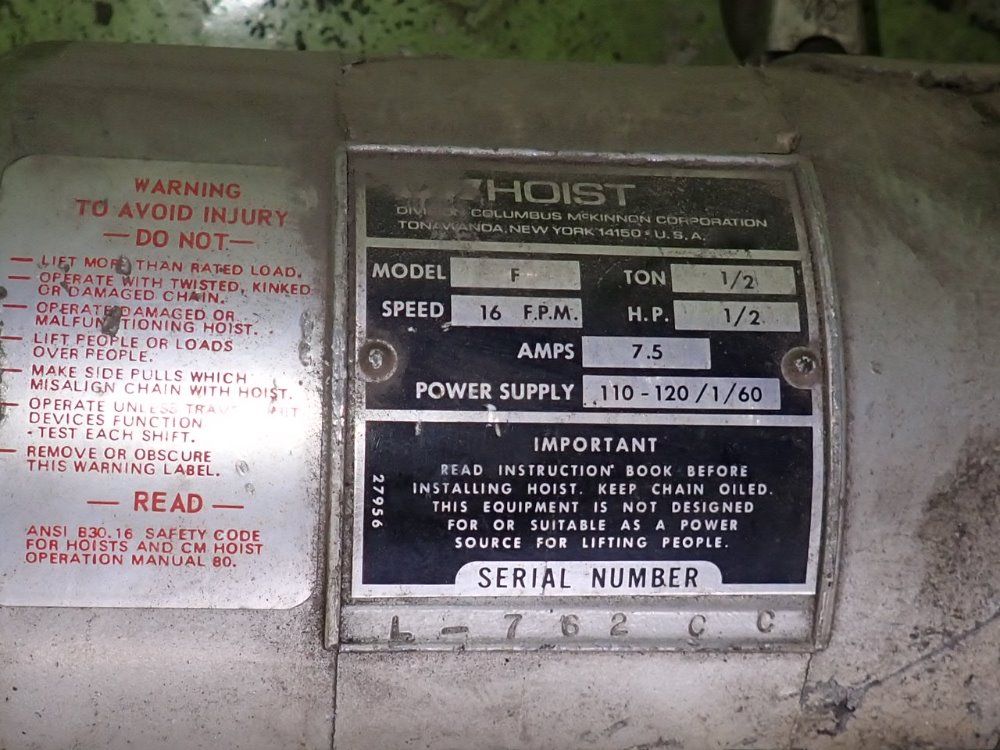 WARNING
TO AVOID INJURY
— DO NOT —
— LIFT MORE THAN RATED LOAD.
— OPERATE WITH TWISTED, KINKED
OR DAMAGED CHAIN.
— OPERATE DAMAGED OR
MALFUNCTIONING HOIST.
— LIFT PEOPLE OR LOADS
OVER PEOPLE.
— MAKE SIDE PULLS WHICH
MISALIGN CHAIN WITH HOIST.
— OPERATE UNLESS
DEVICES FUNCTION
- TEST EACH SHIFT.
— REMOVE OR OBSCURE
THIS WARNING LABEL.
— READ —
ANSI B30.16 SAFETY CODE
FOR HOISTS AND CM HOIST
OPERATION MANUAL 80.
HOIST
DIVISION COLUMBUS McKINNON CORPORATION
TONAWANDA, NEW YORK 14150 • U.S.A.
MODEL F TON 1/2
SPEED 16 F.P.M. H.P. 1/2
AMPS 7.5
POWER SUPPLY 110-120/1/60
IMPORTANT
READ INSTRUCTION BOOK BEFORE
INSTALLING HOIST. KEEP CHAIN OILED.
THIS EQUIPMENT IS NOT DESIGNED
FOR OR SUITABLE AS A POWER
SOURCE FOR LIFTING PEOPLE.
27956
SERIAL NUMBER
L-762CC